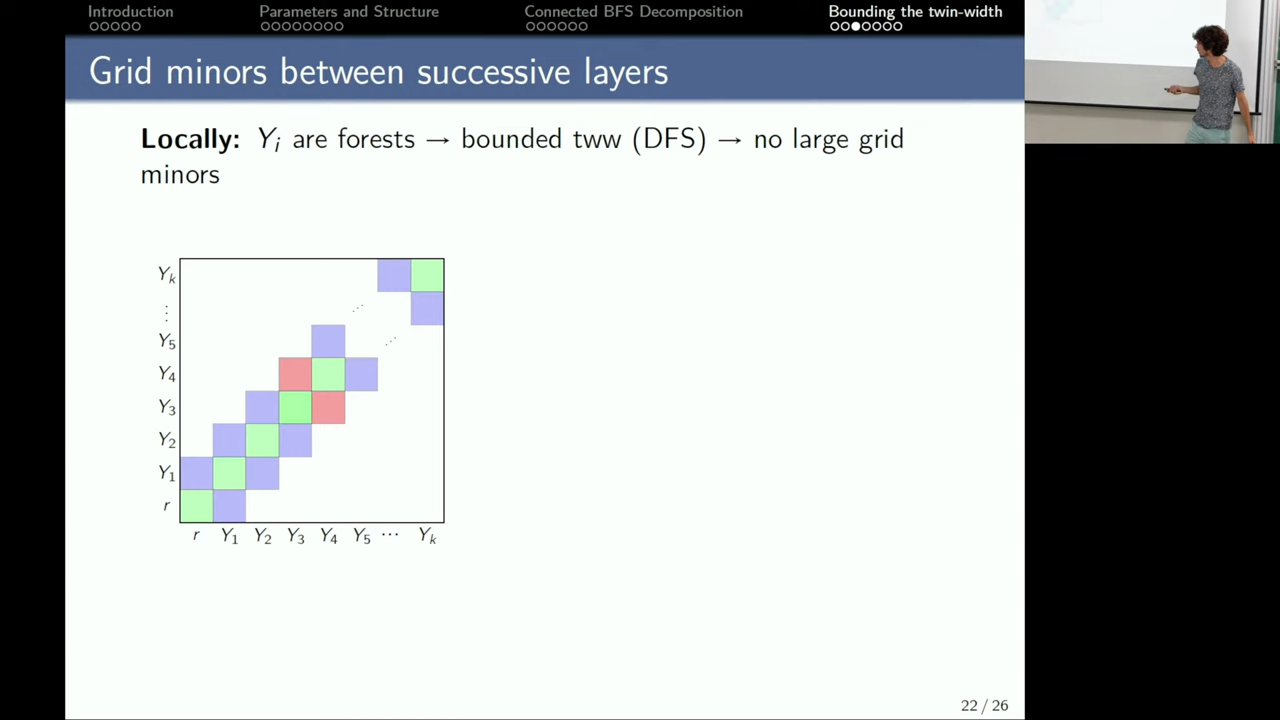 Introduction Parameters and Structure Connected BFS Decomposition Bounding the twin-width
Grid minors between successive layers
Locally: Yᵢ are forests → bounded tww (DFS) → no large grid
minors
Yₖ
⋮
Y₅
Y₄
Y₃
Y₂
Y₁
r
r Y₁ Y₂ Y₃ Y₄ Y₅ ⋯ Yₖ
22 / 26